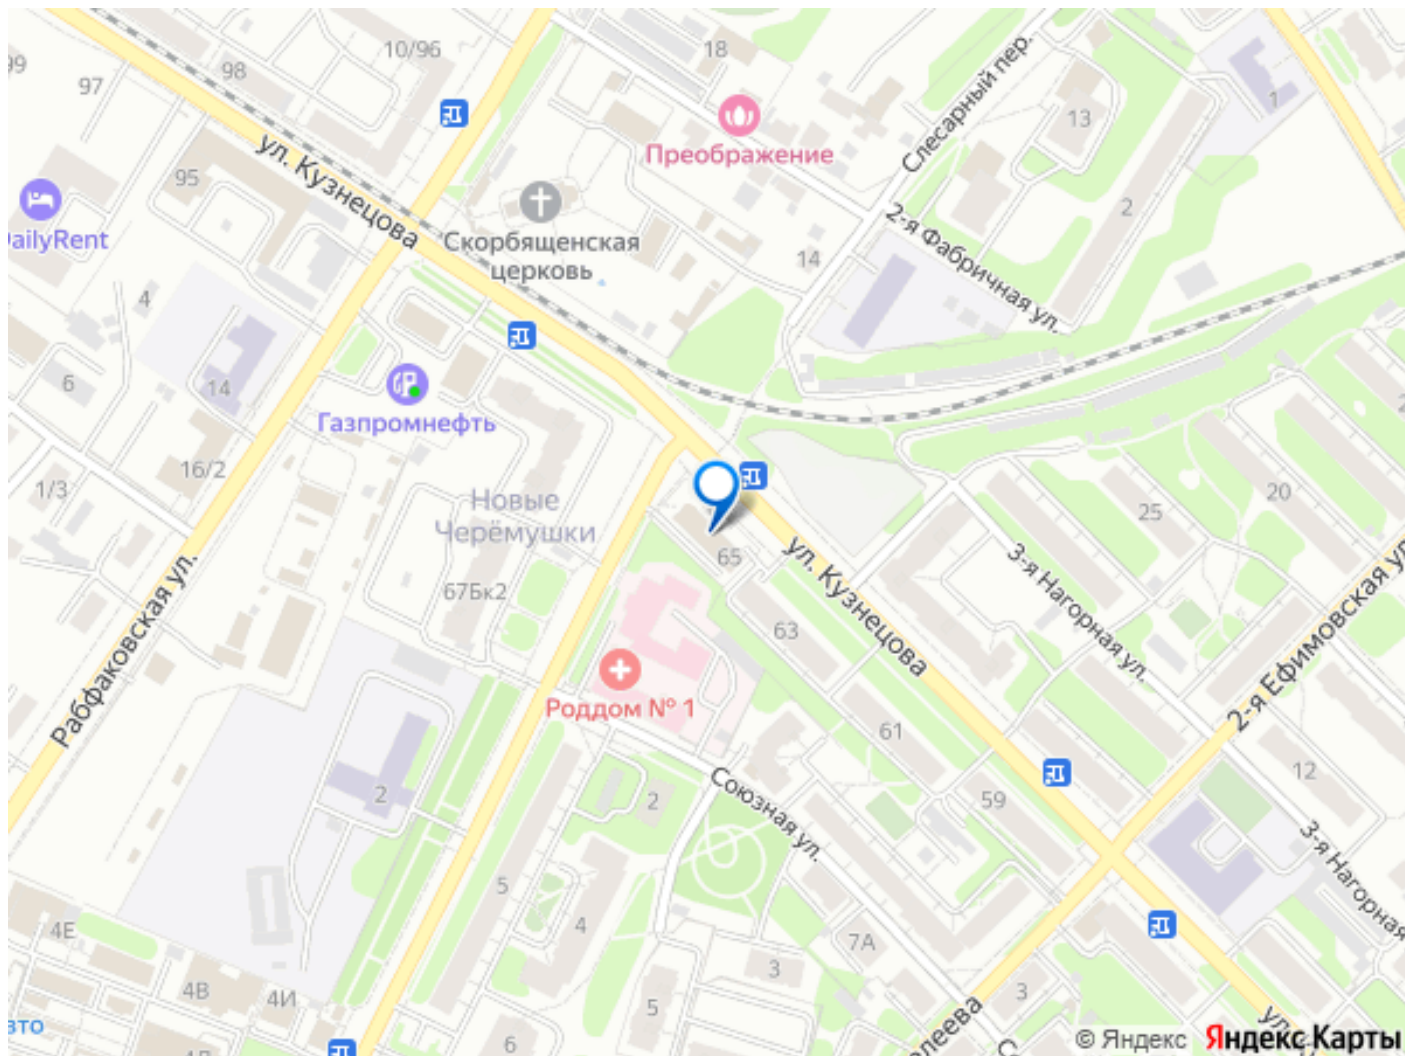 10/96
18
99
98
97
13
1
Слесарный пер.
ул. Кузнецова
Преображение
95
2
2-я Фабричная ул.
DailyRent
Скорбященская
церковь
14
4
6
14
Газпромнефть
20
16/2
1/3
Новые
Черёмушки
25
65
ул. Кузнецова
3-я Нагорная ул.
2-я Ефимовская ул.
67Бк2
63
Рабфаковская ул.
Роддом № 1
61
12
2
2
Союзная ул.
59
3-я Нагорная
5
4
7А
4Е
3
4В
4И
5
3
6
© Яндекс Яндекс Карты